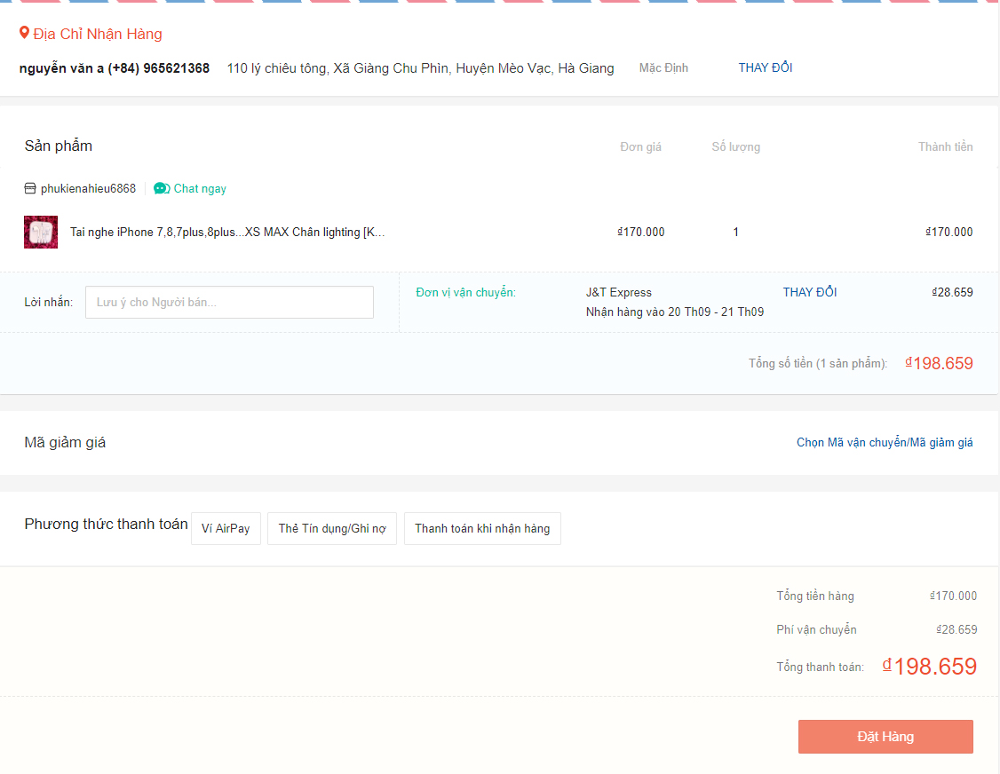 Địa Chỉ Nhận Hàng
nguyễn văn a (+84) 965621368 110 lý chiêu tông, Xã Giàng Chu Phìn, Huyện Mèo Vạc, Hà Giang Mặc Định THAY ĐỔI
Sản phẩm Đơn giá Số lượng Thành tiền
phukienahieu6868 Chat ngay
Tai nghe iPhone 7,8,7plus,8plus...XS MAX Chân lighting [K... ₫170.000 1 ₫170.000
Lời nhắn: Lưu ý cho Người bán... Đơn vị vận chuyển: J&T Express THAY ĐỔI ₫28.659
Nhận hàng vào 20 Th09 - 21 Th09
Tổng số tiền (1 sản phẩm): ₫198.659
Mã giảm giá Chọn Mã vận chuyển/Mã giảm giá
Phương thức thanh toán Ví AirPay Thẻ Tín dụng/Ghi nợ Thanh toán khi nhận hàng
Tổng tiền hàng ₫170.000
Phí vận chuyển ₫28.659
Tổng thanh toán: ₫198.659
Đặt Hàng